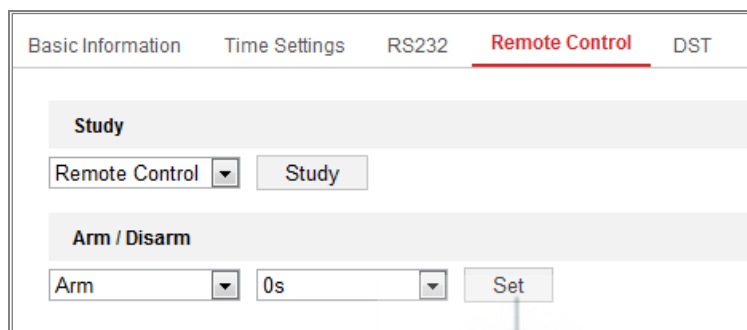 Basic Information Time Settings RS232 Remote Control DST
Study
Remote Control Study
Arm / Disarm
Arm 0s Set